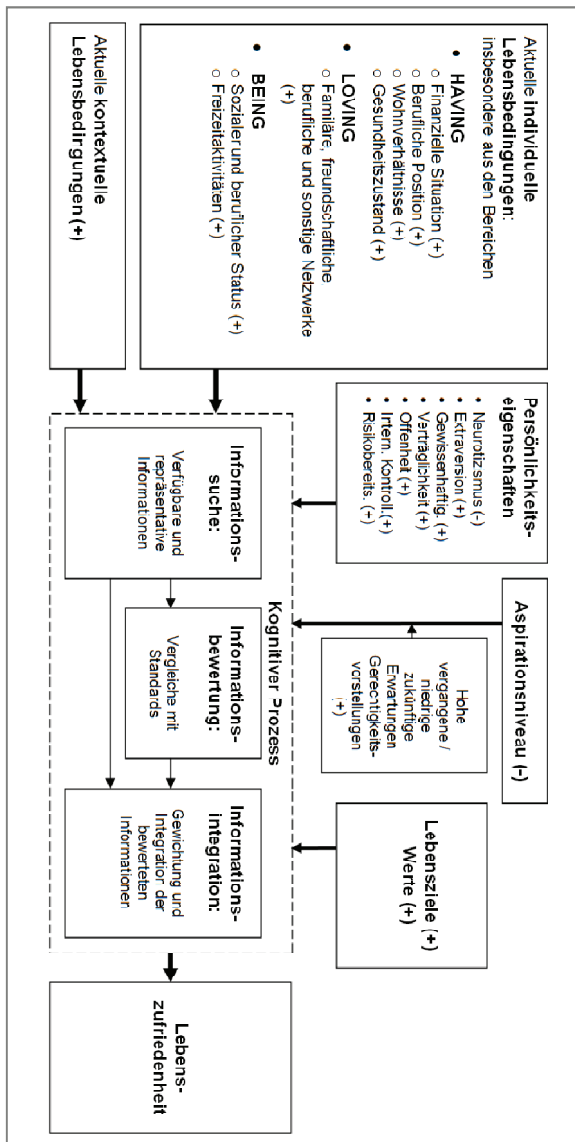 Aktuelle individuelle
Lebensbedingungen:
insbesondere aus den Bereichen
• HAVING
○ Finanzielle Situation (+)
○ Berufliche Position (+)
○ Wohnverhältnisse (+)
○ Gesundheitszustand (+)
• LOVING
○ Familäre, freundschaftliche
berufliche und sonstige Netzwerke
(+)
• BEING
○ Sozialer und beruflicher Status (+)
○ Freizeitaktivitäten (+)
Aktuelle kontextuelle
Lebensbedingungen (+)
Persönlichkeits-
eigenschaften
• Neurotizismus (-)
• Extraversion (+)
• Gewissenhaftig. (+)
• Verträglichkeit (+)
• Offenheit (+)
• Intern. Kontroll.(+)
• Risikobereits. (+)
Aspirationsniveau (-)
Hohe
vergangene /
niedrige
zukünftige
Erwartungen
Gerechtigkeits-
vorstellungen
(+)
Lebensziele (+)
Werte (+)
Kognitiver Prozess
Informations-
suche:
Verfügbare und
repräsentative
Informationen
Informations-
bewertung:
Vergleiche mit
Standards
Informations-
integration:
Gewichtung und
Integration der
bewerteten
Informationen
Lebens-
zufriedenheit